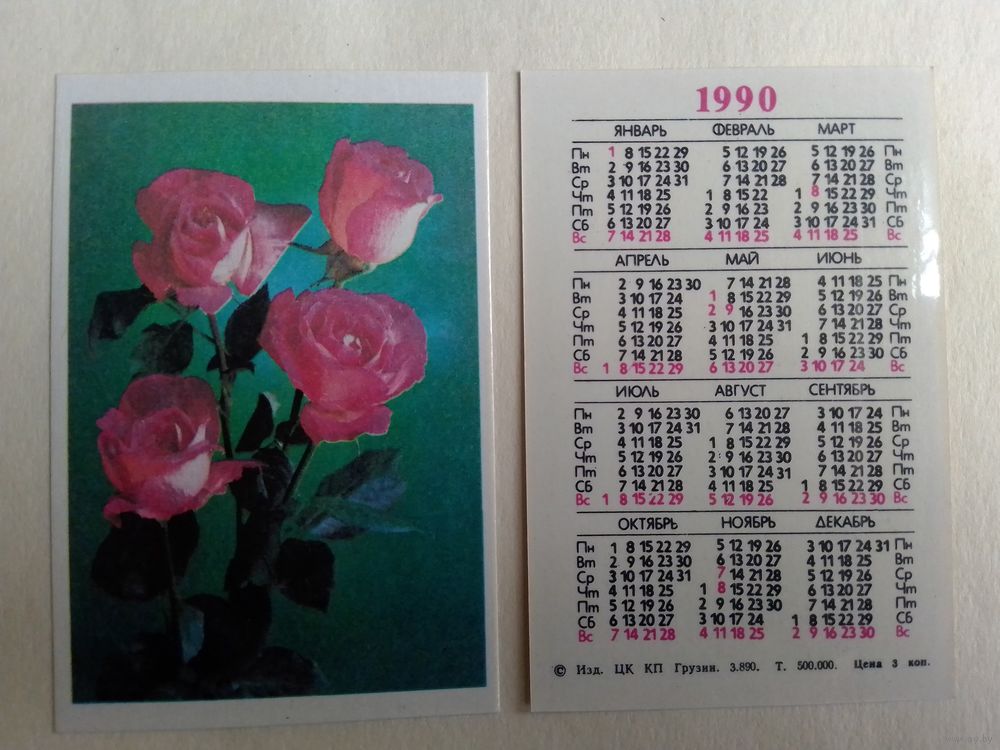 1990
ЯНВАРЬ ФЕВРАЛЬ МАРТ
Пн 1 8 15 22 29 5 12 19 26 5 12 19 26 Пн
Вт 2 9 16 23 30 6 13 20 27 6 13 20 27 Вт
Ср 3 10 17 24 31 7 14 21 28 7 14 21 28 Ср
Чт 4 11 18 25 1 8 15 22 1 8 15 22 29 Чт
Пт 5 12 19 26 2 9 16 23 2 9 16 23 30 Пт
Сб 6 13 20 27 3 10 17 24 3 10 17 24 31 Сб
Вс 7 14 21 28 4 11 18 25 4 11 18 25 Вс
АПРЕЛЬ МАЙ ИЮНЬ
Пн 2 9 16 23 30 7 14 21 28 4 11 18 25 Пн
Вт 3 10 17 24 1 8 15 22 29 5 12 19 26 Вт
Ср 4 11 18 25 2 9 16 23 30 6 13 20 27 Ср
Чт 5 12 19 26 3 10 17 24 31 7 14 21 28 Чт
Пт 6 13 20 27 4 11 18 25 1 8 15 22 29 Пт
Сб 7 14 21 28 5 12 19 26 2 9 16 23 30 Сб
Вс 1 8 15 22 29 6 13 20 27 3 10 17 24 Вс
ИЮЛЬ АВГУСТ СЕНТЯБРЬ
Пн 2 9 16 23 30 6 13 20 27 3 10 17 24 Пн
Вт 3 10 17 24 31 7 14 21 28 4 11 18 25 Вт
Ср 4 11 18 25 1 8 15 22 29 5 12 19 26 Ср
Чт 5 12 19 26 2 9 16 23 30 6 13 20 27 Чт
Пт 6 13 20 27 3 10 17 24 31 7 14 21 28 Пт
Сб 7 14 21 28 4 11 18 25 1 8 15 22 29 Сб
Вс 1 8 15 22 29 5 12 19 26 2 9 16 23 30 Вс
ОКТЯБРЬ НОЯБРЬ ДЕКАБРЬ
Пн 1 8 15 22 29 5 12 19 26 3 10 17 24 31 Пн
Вт 2 9 16 23 30 6 13 20 27 4 11 18 25 Вт
Ср 3 10 17 24 31 7 14 21 28 5 12 19 26 Ср
Чт 4 11 18 25 1 8 15 22 29 6 13 20 27 Чт
Пт 5 12 19 26 2 9 16 23 30 7 14 21 28 Пт
Сб 6 13 20 27 3 10 17 24 1 8 15 22 29 Сб
Вс 7 14 21 28 4 11 18 25 2 9 16 23 30 Вс
© Изд. ЦК КП Грузии. 3.890. Т. 500.000. Цена 3 коп.